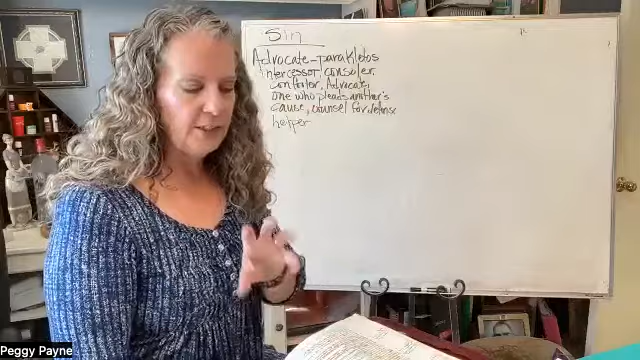 Sin
Advocate - parakletos
intercessor, consoler,
comforter, Advocate,
one who pleads another's
cause, counsel for defense
helper
Peggy Payne